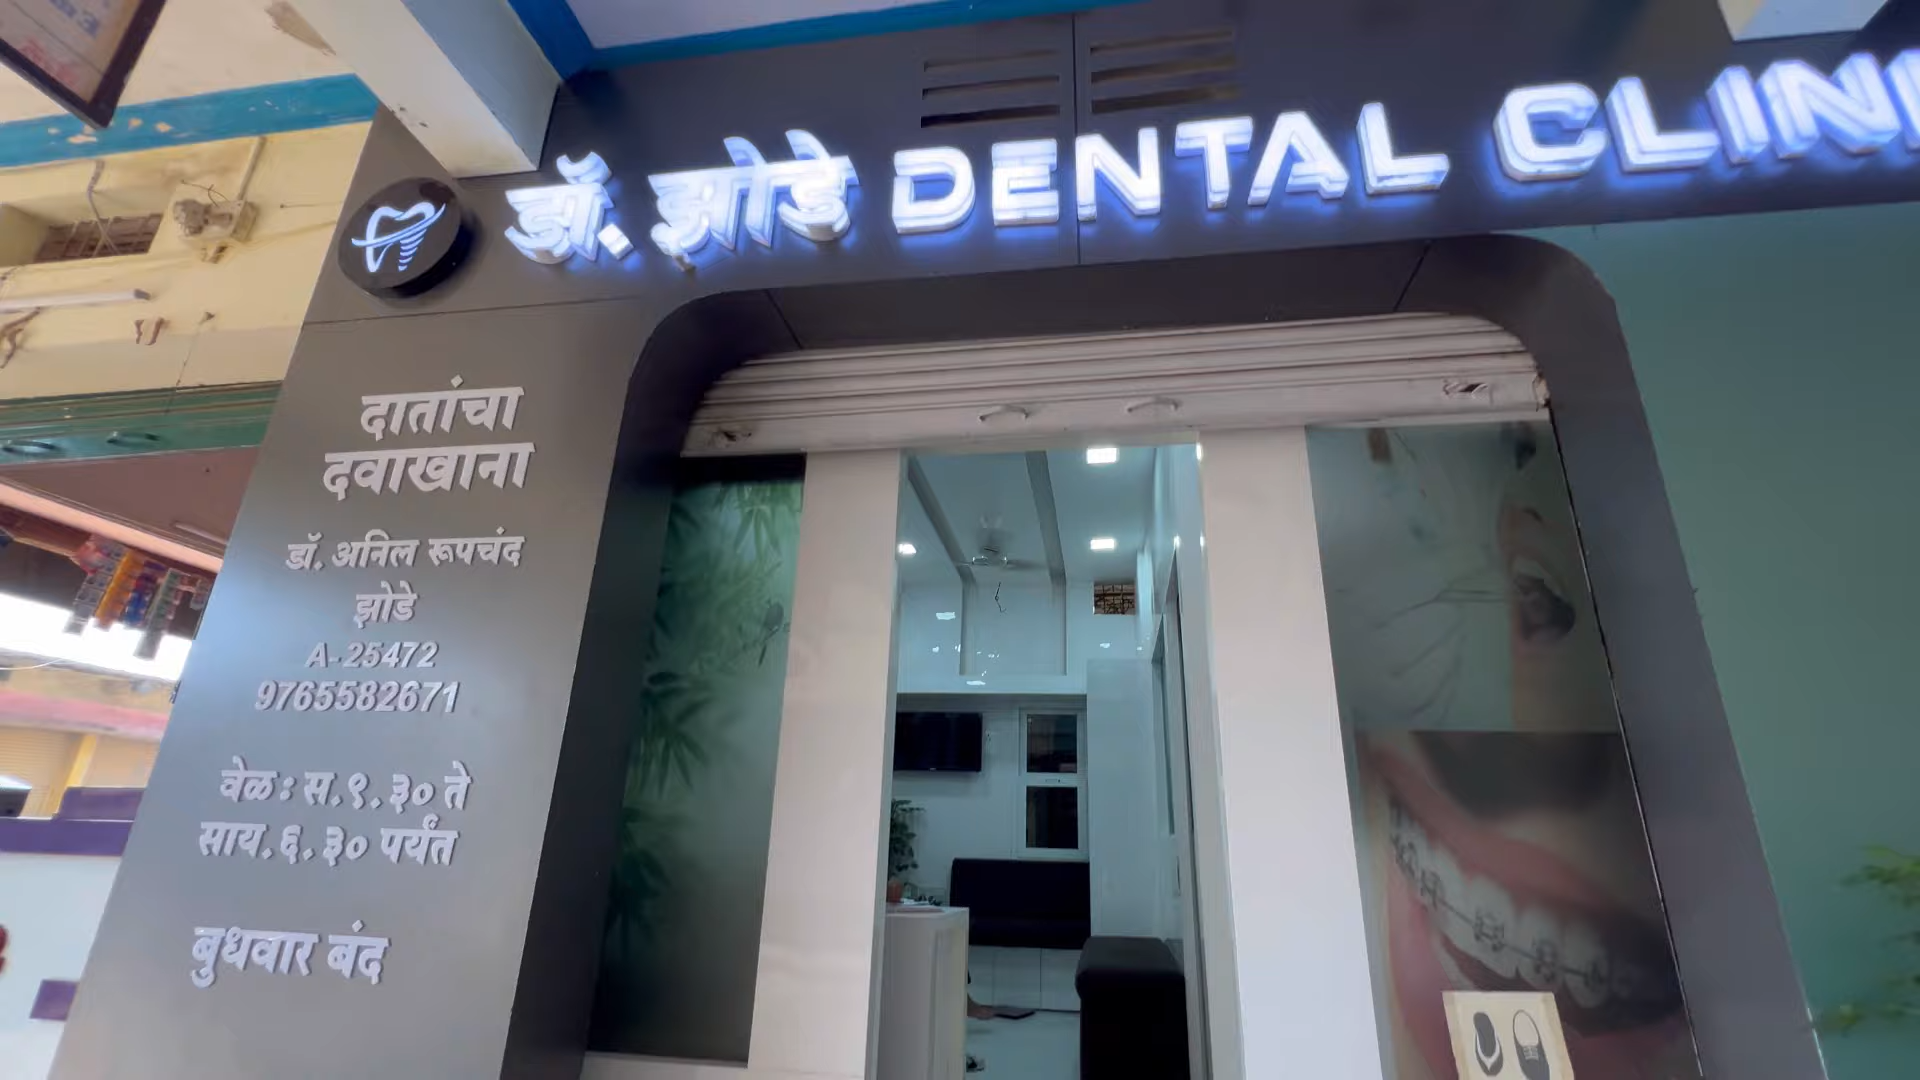 डॉ. झोडे DENTAL CLINI
दातांचा
दवाखाना
डॉ. अनिल रूपचंद
झोडे
A-25472
9765582671
वेळ : स.९.३० ते
साय.६.३० पर्यंत
बुधवार बंद